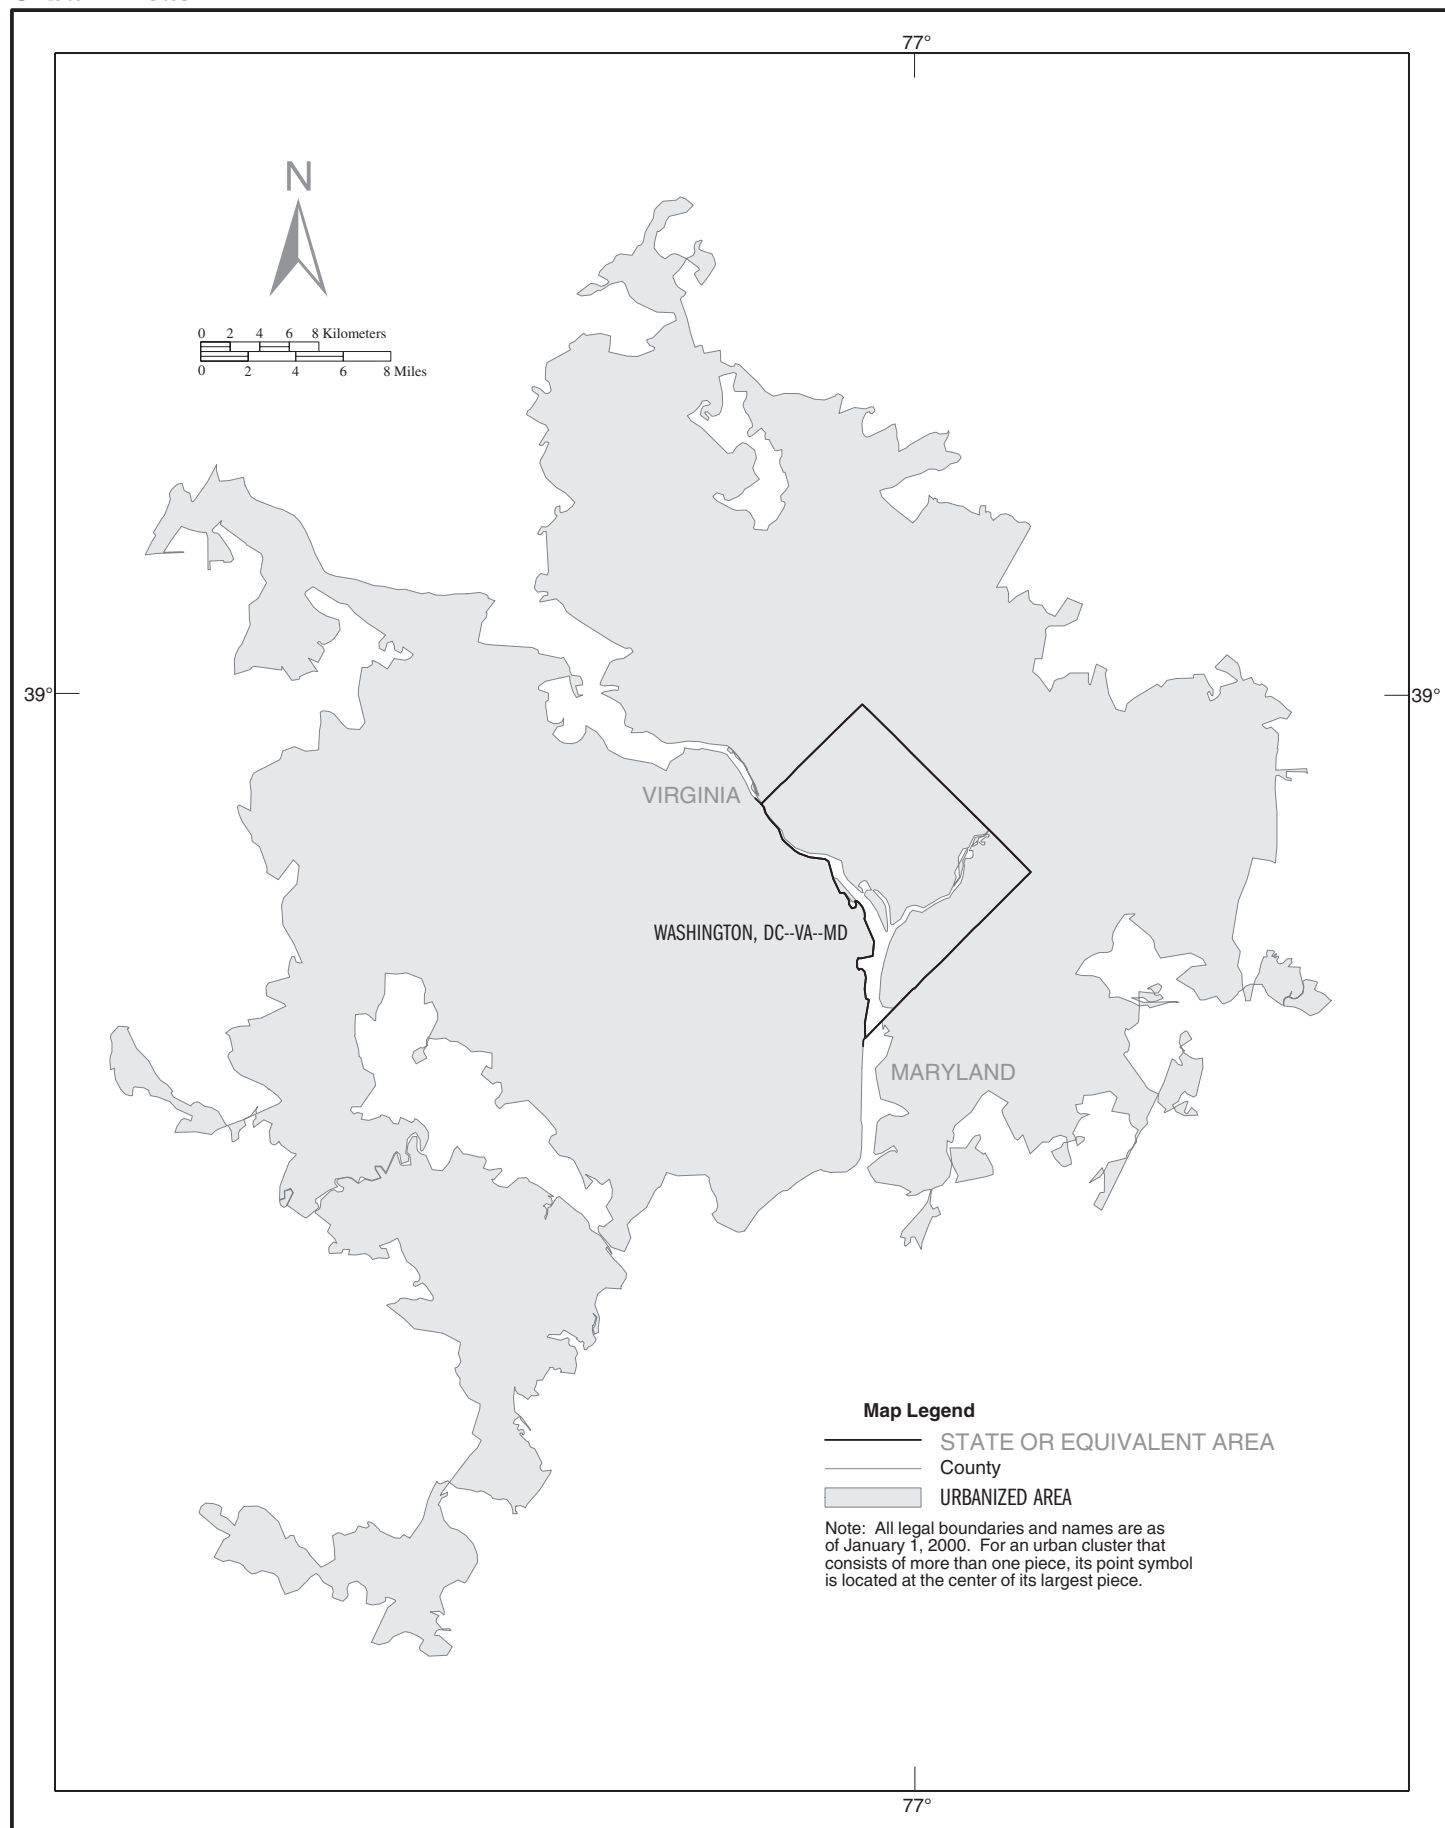 77°
N
0 2 4 6 8 Kilometers
0 2 4 6 8 Miles
39°
39°
VIRGINIA
WASHINGTON, DC--VA--MD
MARYLAND
Map Legend
STATE OR EQUIVALENT AREA
County
URBANIZED AREA
Note: All legal boundaries and names are as
of January 1, 2000. For an urban cluster that
consists of more than one piece, its point symbol
is located at the center of its largest piece.
77°